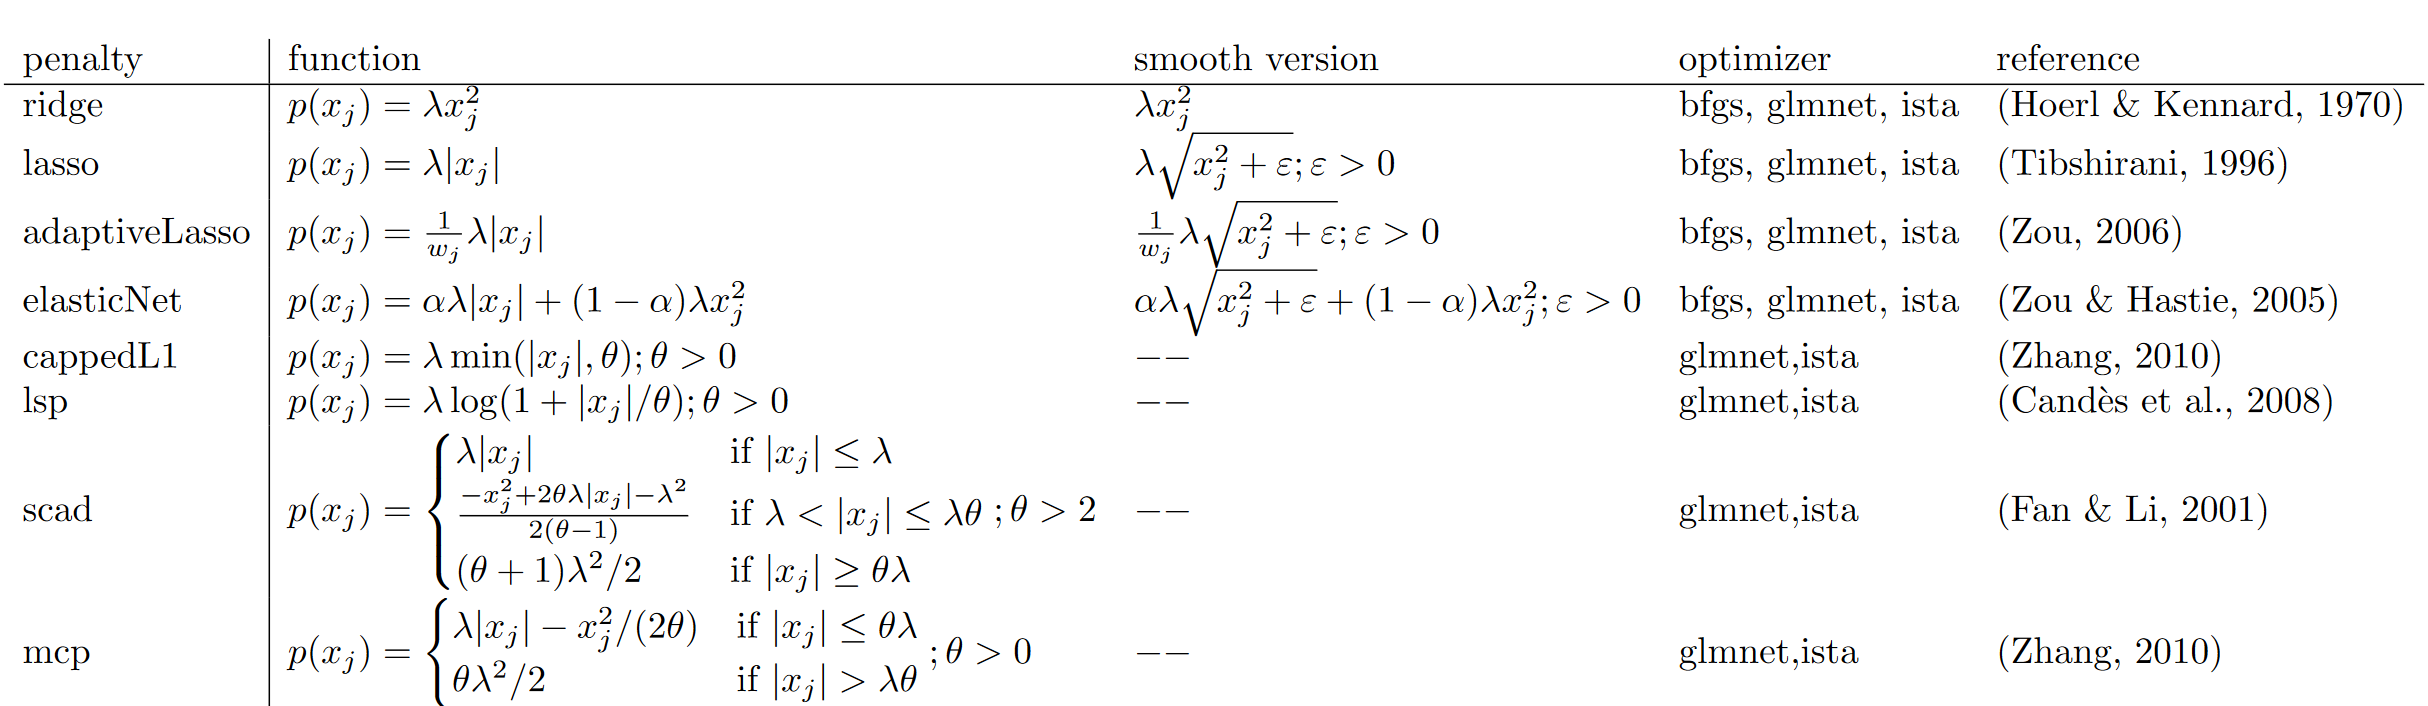 penalty function smooth version optimizer reference
ridge p(x_j) = λx_j^2 λx_j^2 bfgs, glmnet, ista (Hoerl & Kennard, 1970)
lasso p(x_j) = λ|x_j| λ√(x_j^2 + ε); ε > 0 bfgs, glmnet, ista (Tibshirani, 1996)
adaptiveLasso p(x_j) = 1/w_j λ|x_j| 1/w_j λ√(x_j^2 + ε); ε > 0 bfgs, glmnet, ista (Zou, 2006)
elasticNet p(x_j) = αλ|x_j| + (1 − α)λx_j^2 αλ√(x_j^2 + ε) + (1 − α)λx_j^2; ε > 0 bfgs, glmnet, ista (Zou & Hastie, 2005)
cappedL1 p(x_j) = λ min(|x_j|, θ); θ > 0 −− glmnet,ista (Zhang, 2010)
lsp p(x_j) = λ log(1 + |x_j|/θ); θ > 0 −− glmnet,ista (Candès et al., 2008)
scad p(x_j) = { λ|x_j| if |x_j| ≤ λ
(−x_j^2+2θλ|x_j|−λ^2)/(2(θ−1)) if λ < |x_j| ≤ λθ ; θ > 2 −− glmnet,ista (Fan & Li, 2001)
(θ + 1)λ^2/2 if |x_j| ≥ θλ
mcp p(x_j) = { λ|x_j| − x_j^2/(2θ) if |x_j| ≤ θλ
θλ^2/2 if |x_j| > λθ ; θ > 0 −− glmnet,ista (Zhang, 2010)